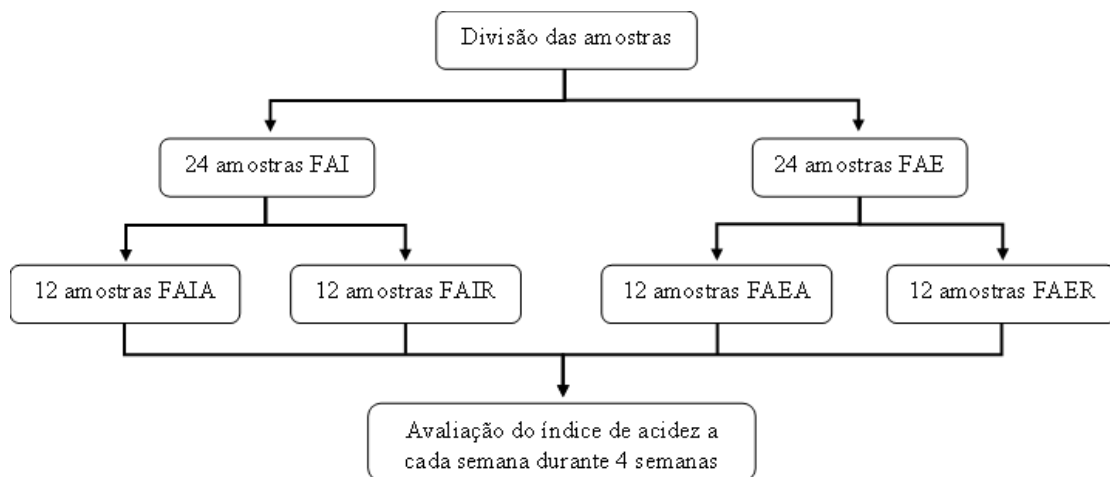 Divisão das amostras
24 amostras FAI
24 amostras FAE
12 amostras FAIA
12 amostras FAIR
12 amostras FAEA
12 amostras FAER
Avaliação do índice de acidez a
cada semana durante 4 semanas